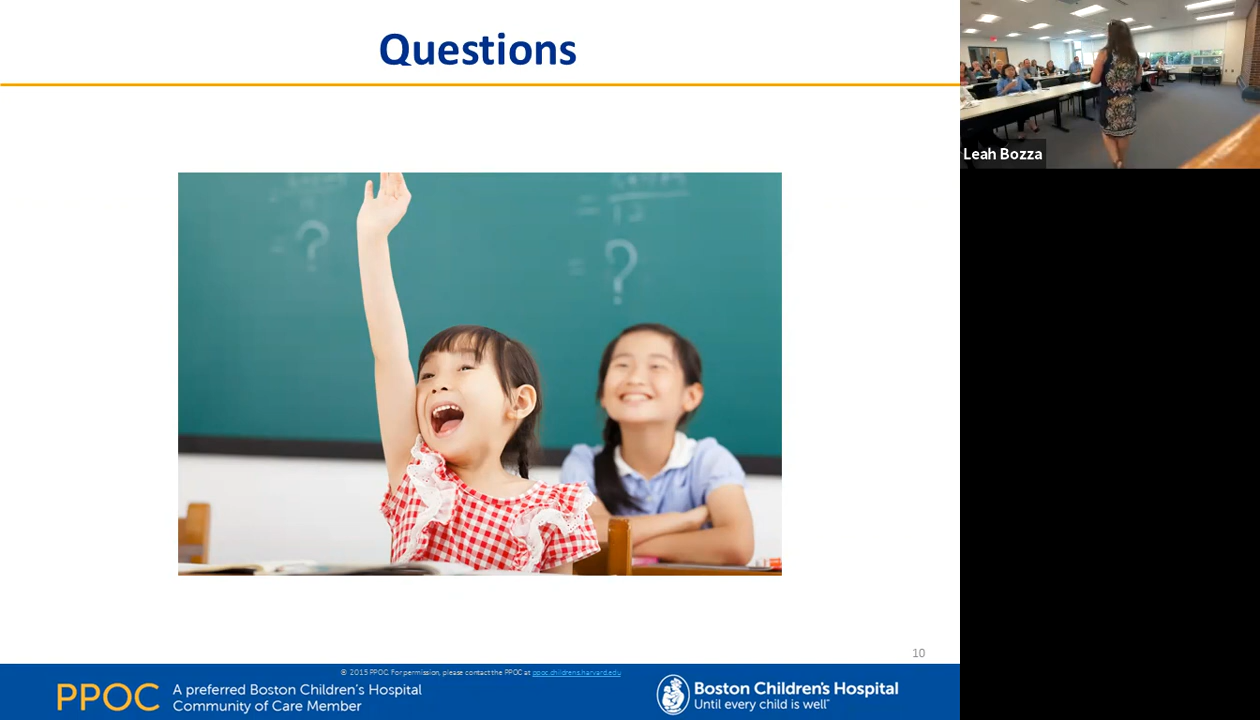 Questions
Leah Bozza
= ?
= ?
10
© 2015 PPOC. For permission, please contact the PPOC at ppoc.childrens.harvard.edu
PPOC
A preferred Boston Children's Hospital
Community of Care Member
Boston Children's Hospital
Until every child is well™